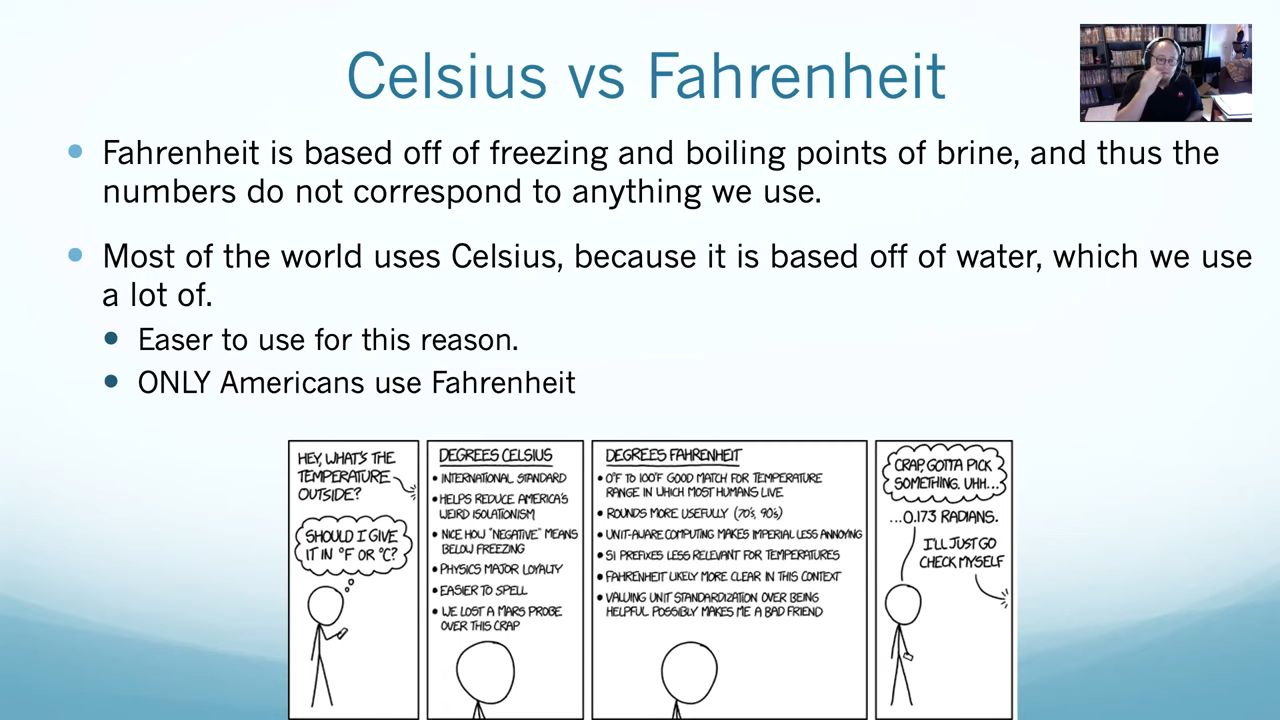 Celsius vs Fahrenheit
Fahrenheit is based off of freezing and boiling points of brine, and thus the
numbers do not correspond to anything we use.
Most of the world uses Celsius, because it is based off of water, which we use
a lot of.
Easer to use for this reason.
ONLY Americans use Fahrenheit
HEY, WHAT'S THE
TEMPERATURE
OUTSIDE?
SHOULD I GIVE
IT IN °F OR °C?
DEGREES CELSIUS
• INTERNATIONAL STANDARD
• HELPS REDUCE AMERICA'S
WEIRD ISOLATIONISM
• NICE HOW "NEGATIVE" MEANS
BELOW FREEZING
• PHYSICS MAJOR LOYALTY
• EASIER TO SPELL
• WE LOST A MARS PROBE
OVER THIS CRAP
DEGREES FAHRENHEIT
• 0°F TO 100°F GOOD MATCH FOR TEMPERATURE
RANGE IN WHICH MOST HUMANS LIVE
• ROUNDS MORE USEFULLY (70's, 90's)
• UNIT-AWARE COMPUTING MAKES IMPERIAL LESS ANNOYING
• SI PREFIXES LESS RELEVANT FOR TEMPERATURES
• FAHRENHEIT LIKELY MORE CLEAR IN THIS CONTEXT
• VALUING UNIT STANDARDIZATION OVER BEING
HELPFUL POSSIBLY MAKES ME A BAD FRIEND
CRAP, GOTTA PICK
SOMETHING. UHH...
...0.173 RADIANS.
I'LL JUST GO
CHECK MYSELF